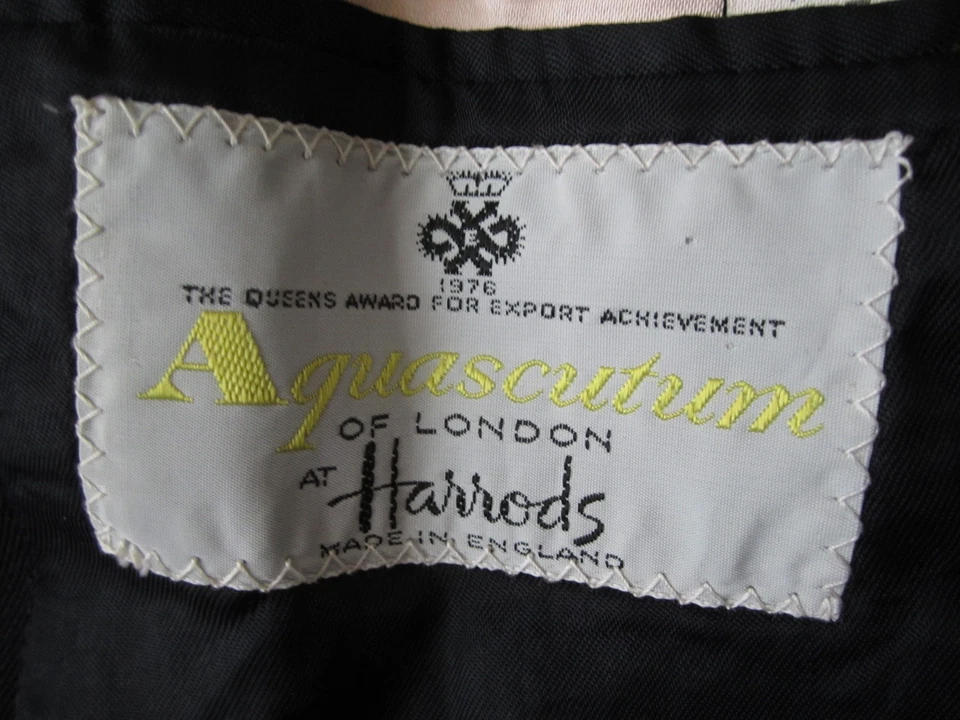 E
1976
THE QUEENS AWARD FOR EXPORT ACHIEVEMENT
Aquascutum
OF LONDON
AT Harrods
MADE IN ENGLAND